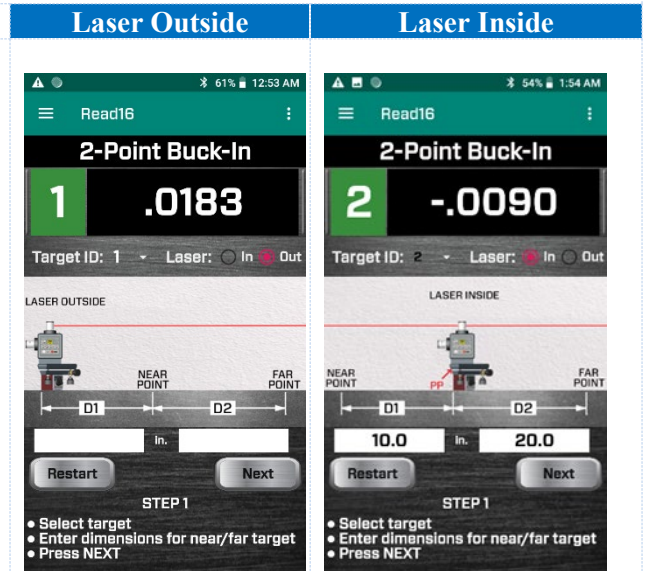 Laser Outside
Laser Inside
61% 12:53 AM
Read16
2-Point Buck-In
1 .0183
Target ID: 1 Laser: In Out
LASER OUTSIDE
NEAR POINT
FAR POINT
D1 D2
in.
Restart Next
STEP 1
• Select target
• Enter dimensions for near/far target
• Press NEXT
54% 1:54 AM
Read16
2-Point Buck-In
2 -.0090
Target ID: 2 Laser: In Out
LASER INSIDE
NEAR POINT
PP
FAR POINT
D1 D2
10.0 in. 20.0
Restart Next
STEP 1
• Select target
• Enter dimensions for near/far target
• Press NEXT